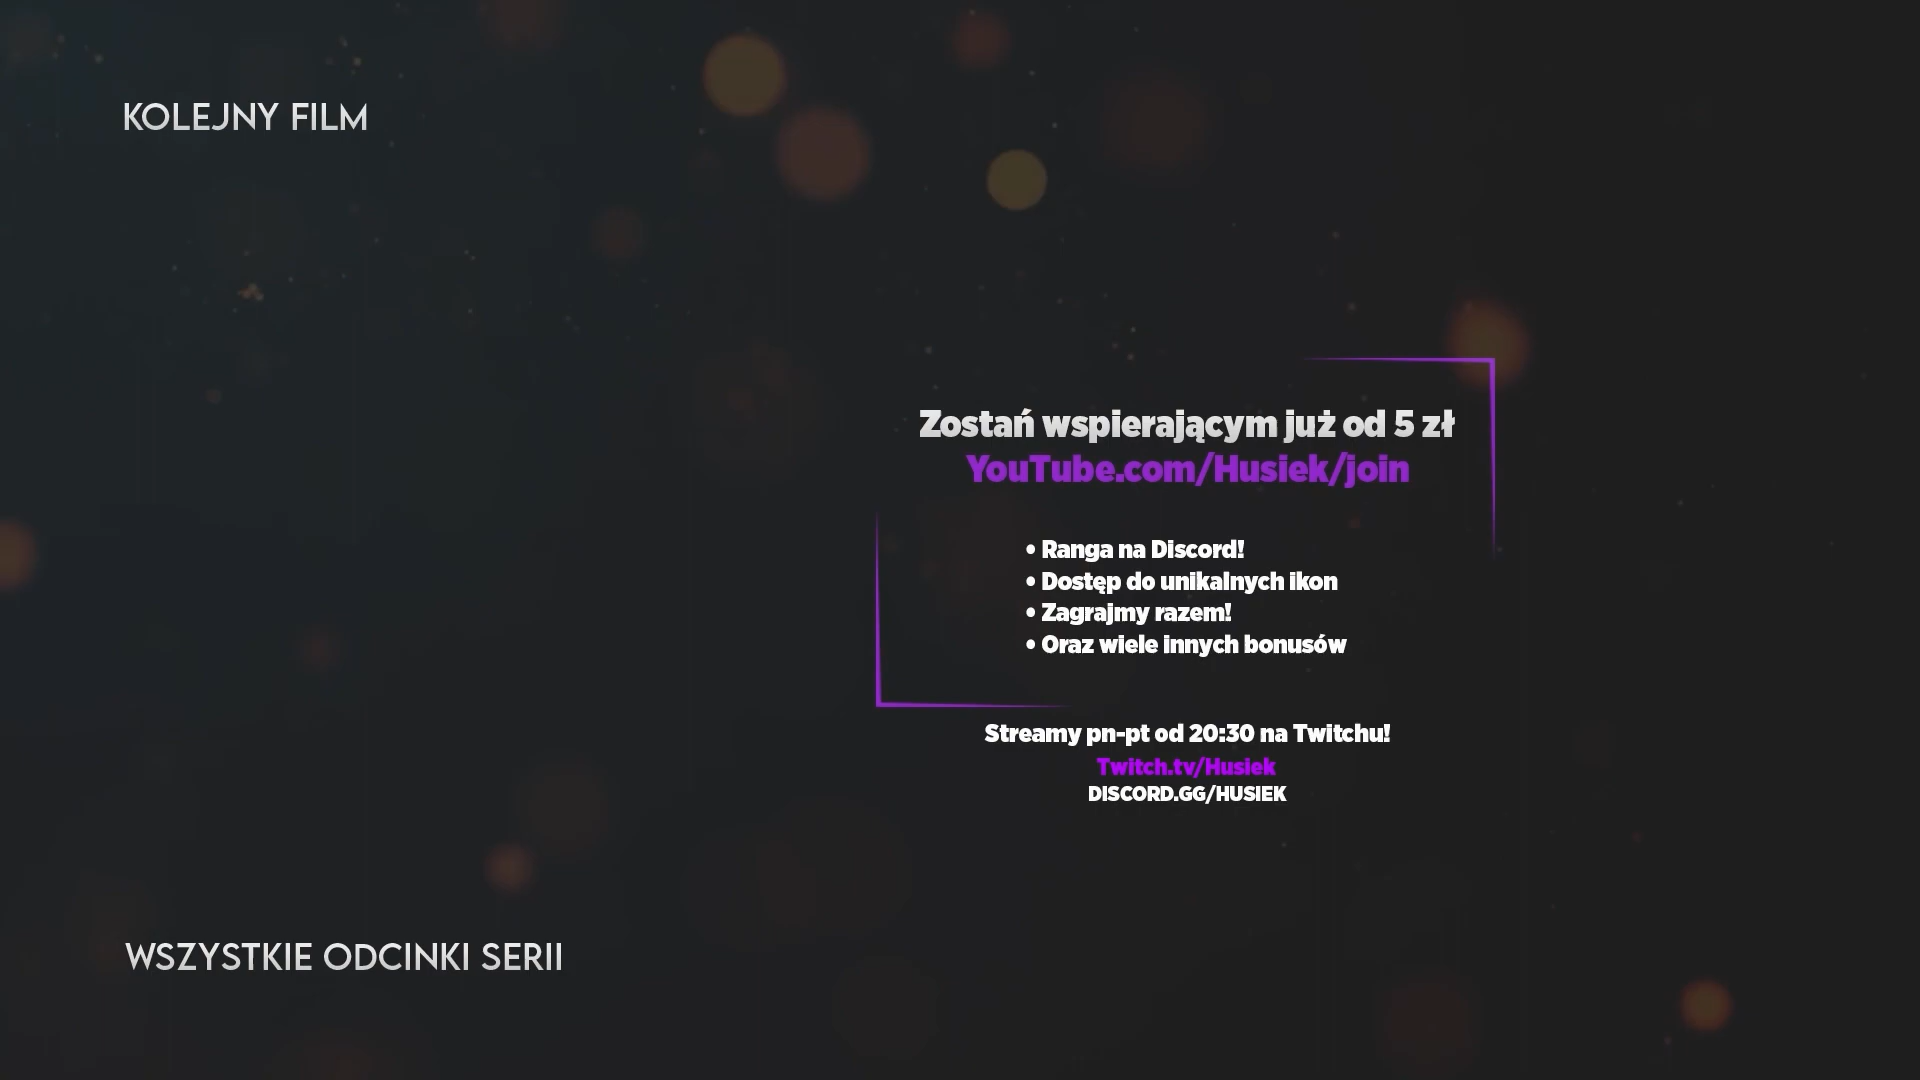 KOLEJNY FILM
Zostań wspierającym już od 5 zł
YouTube.com/Husiek/join
• Ranga na Discord!
• Dostęp do unikalnych ikon
• Zagrajmy razem!
• Oraz wiele innych bonusów
Streamy pn-pt od 20:30 na Twitchu!
Twitch.tv/Husiek
DISCORD.GG/HUSIEK
WSZYSTKIE ODCINKI SERII